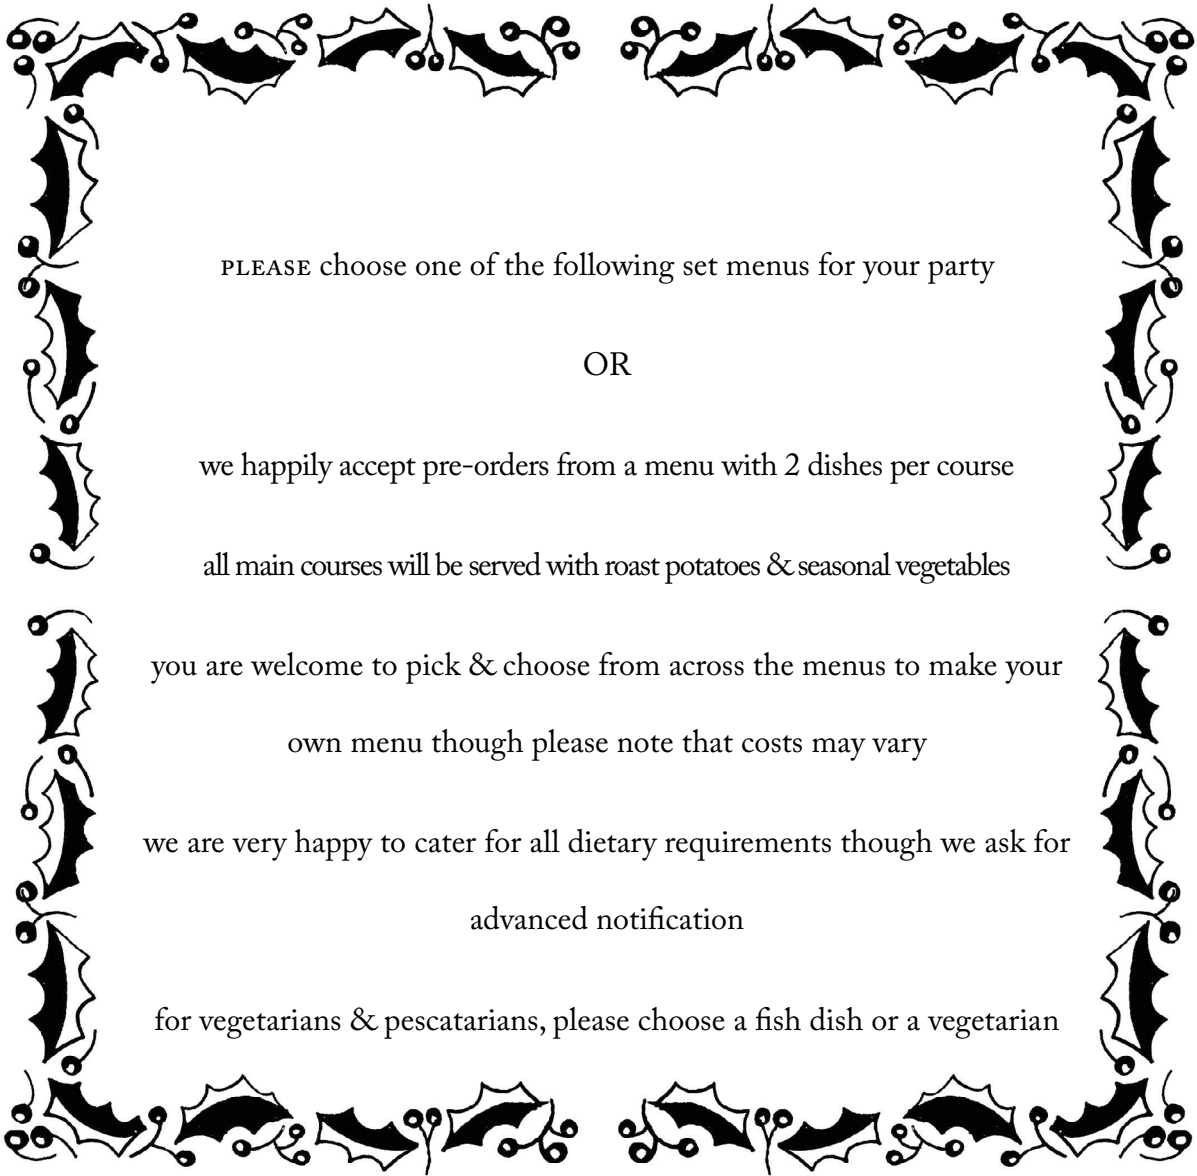 PLEASE choose one of the following set menus for your party
OR
we happily accept pre-orders from a menu with 2 dishes per course
all main courses will be served with roast potatoes & seasonal vegetables
you are welcome to pick & choose from across the menus to make your
own menu though please note that costs may vary
we are very happy to cater for all dietary requirements though we ask for
advanced notification
for vegetarians & pescatarians, please choose a fish dish or a vegetarian